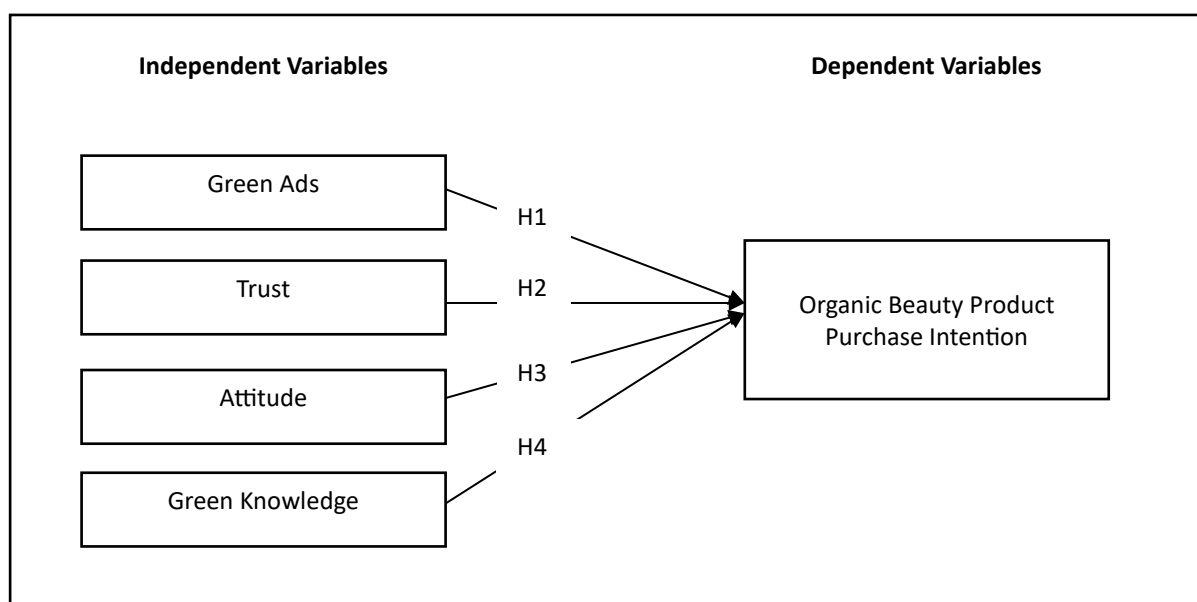 Independent Variables
Dependent Variables
Green Ads
H1
Trust
H2
Organic Beauty Product
Purchase Intention
Attitude
H3
Green Knowledge
H4